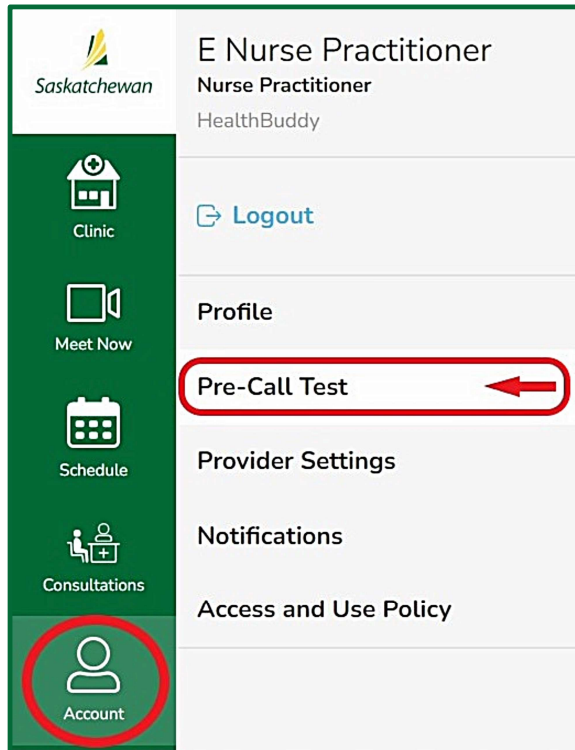 Saskatchewan
Clinic
Meet Now
Schedule
Consultations
Account
E Nurse Practitioner
Nurse Practitioner
HealthBuddy
Logout
Profile
Pre-Call Test
Provider Settings
Notifications
Access and Use Policy